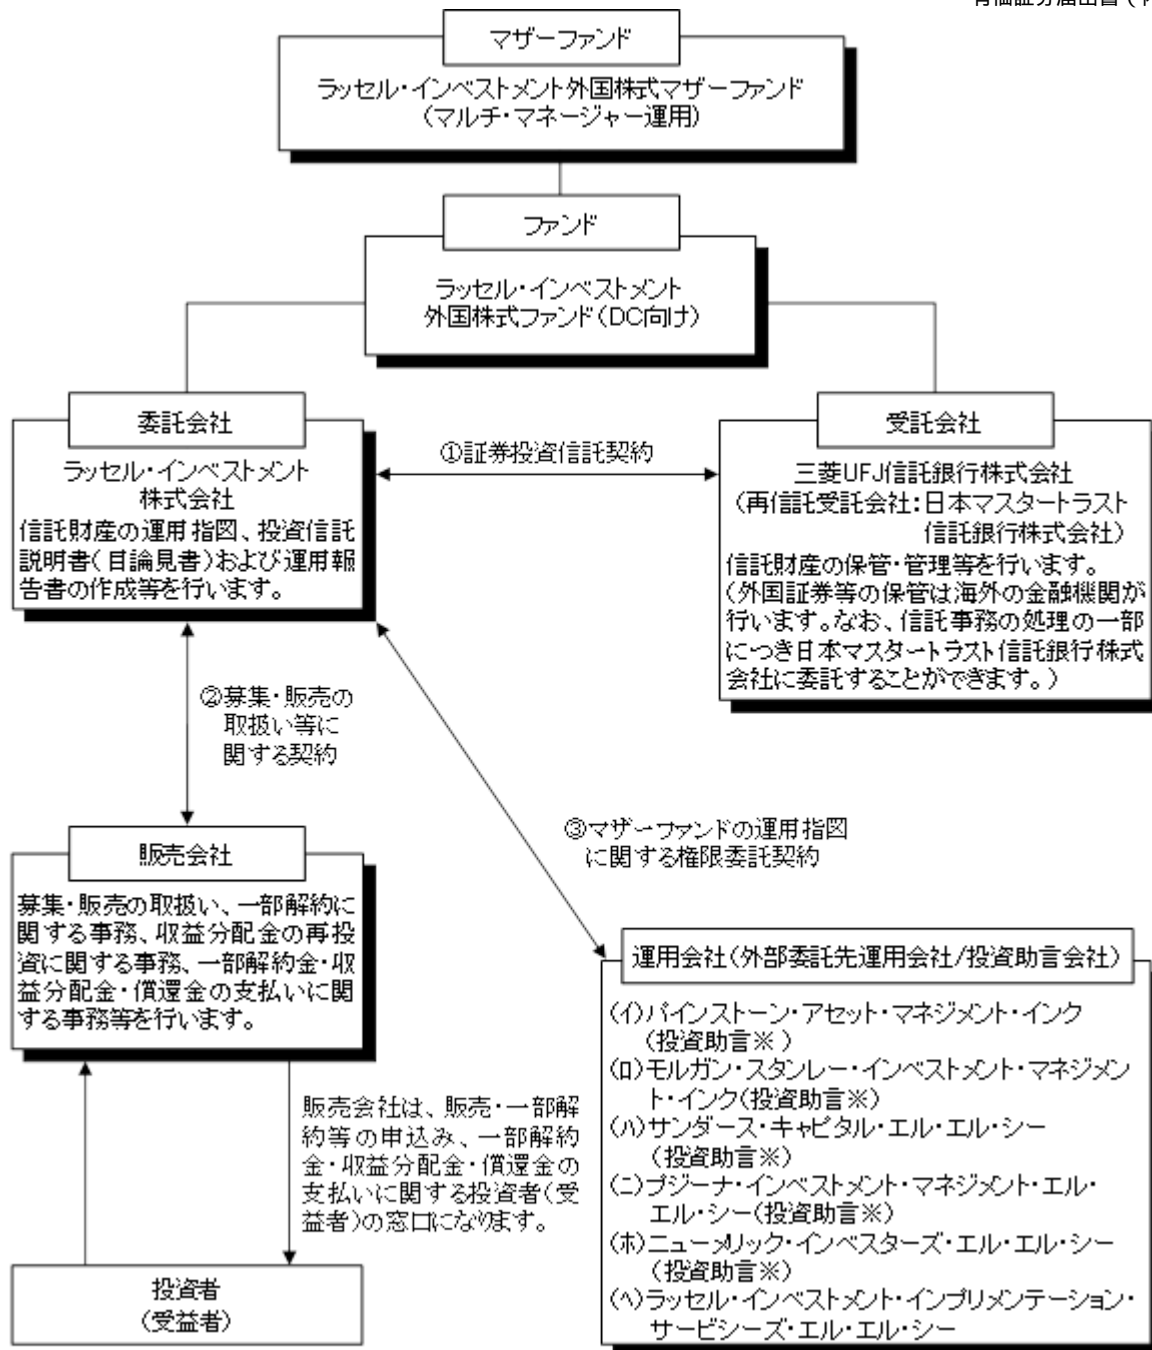 マザーファンド
ラッセル・インベストメント外国株式マザーファンド
(マルチ・マネージャー運用)
ファンド
ラッセル・インベストメント
外国株式ファンド(DC向け)
委託会社
ラッセル・インベストメント
株式会社
信託財産の運用指図、投資信託
説明書(目論見書)および運用報
告書の作成等を行います。
①証券投資信託契約
受託会社
三菱UFJ信託銀行株式会社
(再信託受託会社:日本マスタートラスト
信託銀行株式会社)
信託財産の保管・管理等を行います。
(外国証券等の保管は海外の金融機関が
行います。なお、信託事務の処理の一部
につき日本マスタートラスト信託銀行株式
会社に委託することができます。)
②募集・販売の
取扱い等に
関する契約
③マザーファンドの運用指図
に関する権限委託契約
販売会社
募集・販売の取扱い、一部解約に
関する事務、収益分配金の再投
資に関する事務、一部解約金・収
益分配金・償還金の支払いに関
する事務等を行います。
販売会社は、販売・一部解
約等の申込み、一部解約
金・収益分配金・償還金の
支払いに関する投資者(受
益者)の窓口になります。
投資者
(受益者)
運用会社(外部委託先運用会社/投資助言会社)
(イ)パインストーン・アセット・マネジメント・インク
(投資助言※)
(ロ)モルガン・スタンレー・インベストメント・マネジメン
ト・インク(投資助言※)
(ハ)サンダース・キャピタル・エル・エル・シー
(投資助言※)
(ニ)プジーナ・インベストメント・マネジメント・エル・
エル・シー(投資助言※)
(ホ)ニューメリック・インベスターズ・エル・エル・シー
(投資助言※)
(ヘ)ラッセル・インベストメント・インプリメンテーション・
サービシーズ・エル・エル・シー